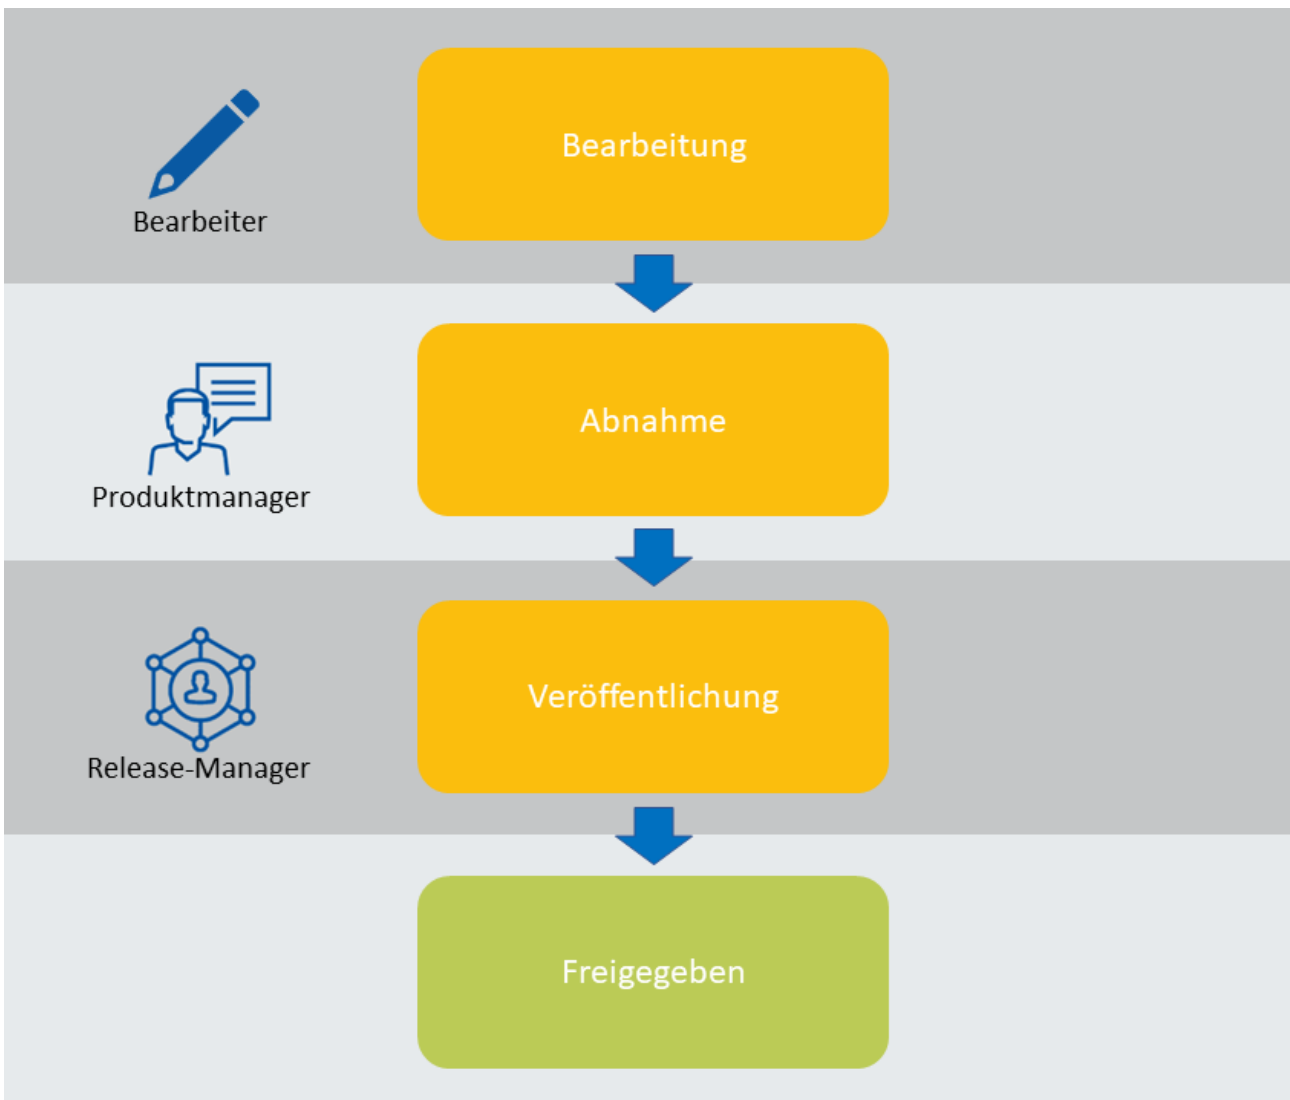 Bearbeitung
Bearbeiter
Abnahme
Produktmanager
Veröffentlichung
Release-Manager
Freigegeben